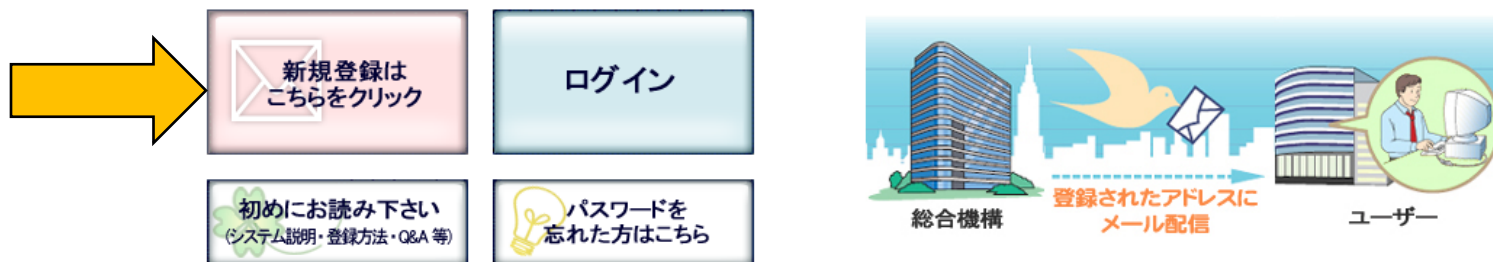 新規登録は
こちらをクリック
ログイン
初めにお読み下さい
(システム説明・登録方法・Q&A 等)
パスワードを
忘れた方はこちら
総合機構
登録されたアドレスに
メール配信
ユーザー